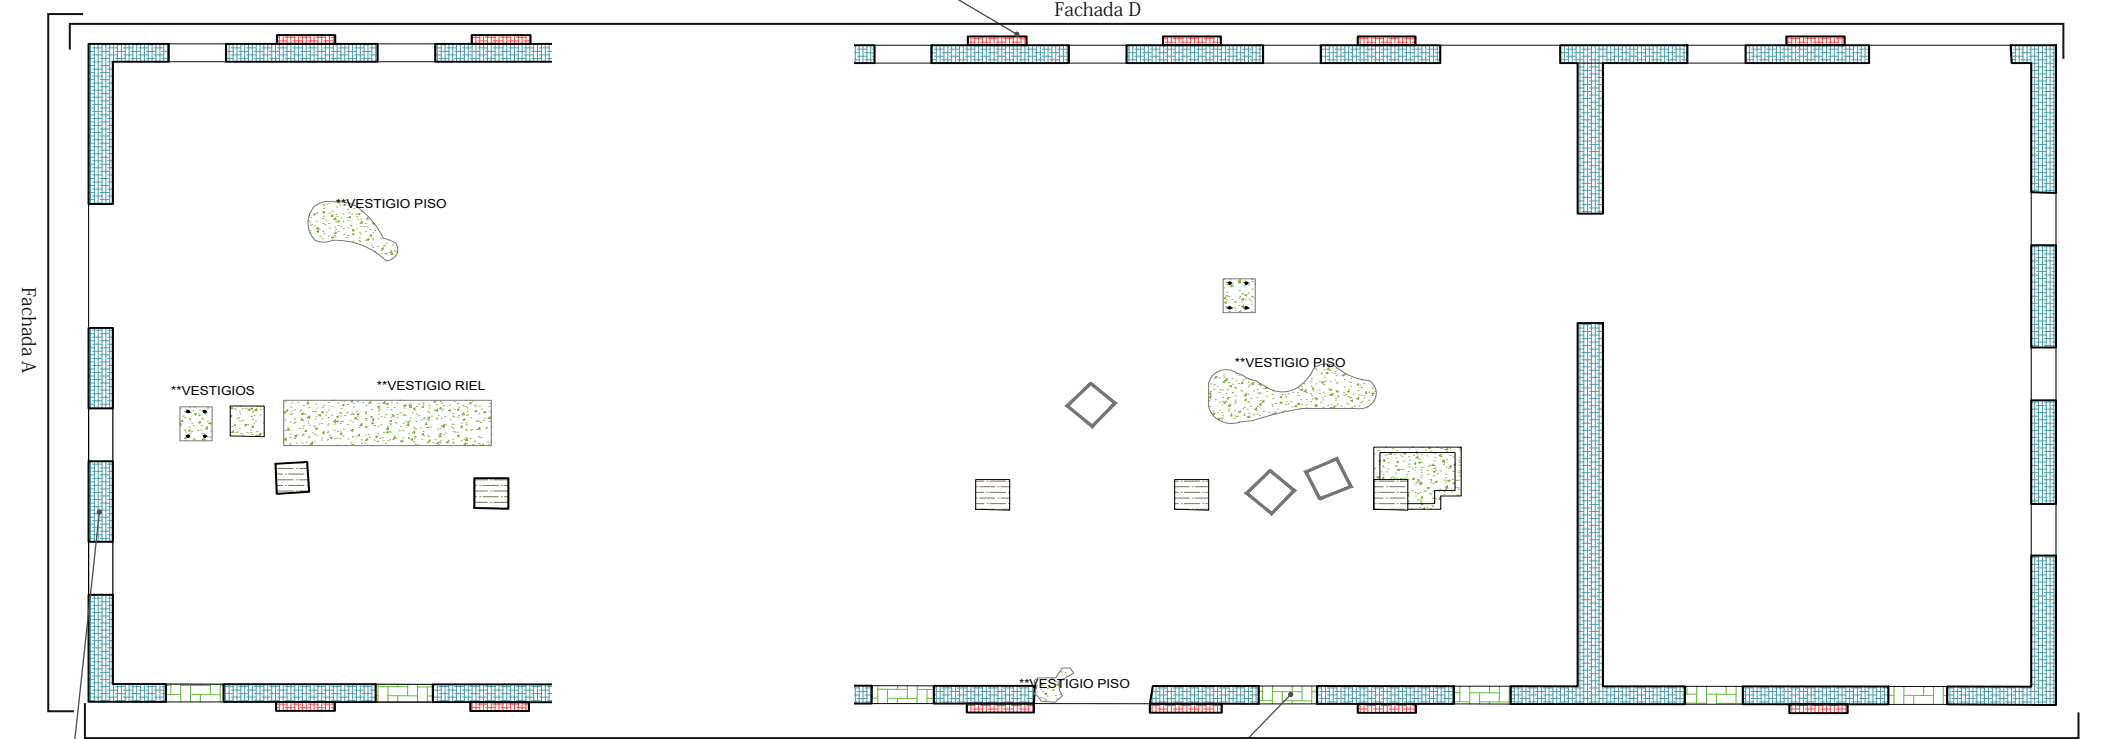 Fachada D
**VESTIGIO PISO
Fachada A
**VESTIGIO PISO
**VESTIGIOS
**VESTIGIO RIEL
**VESTIGIO PISO